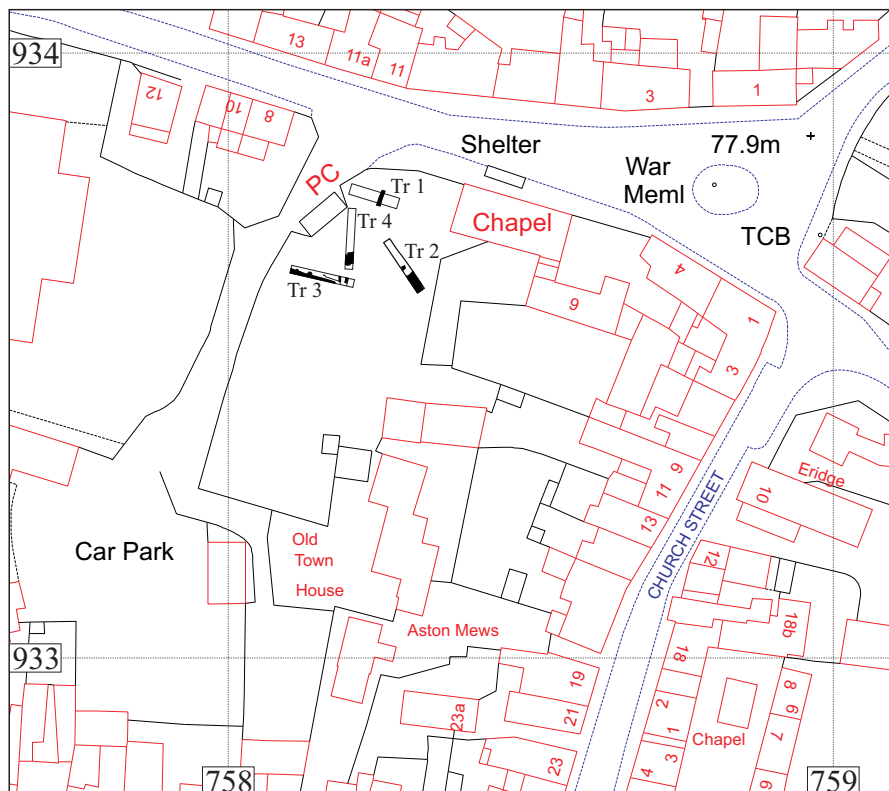 934
13
11a
11
3
1
12
10
8
77.9m
Shelter
War
Meml
PC
Tr 1
Tr 4
Chapel
TCB
Tr 2
4
Tr 3
6
1
3
9
11
13
Eridge
10
CHURCH STREET
Old
Town
House
Car Park
12
18b
Aston Mews
933
18
19
8
6
2
21
23a
1
7
Chapel
3
23
4
758
759